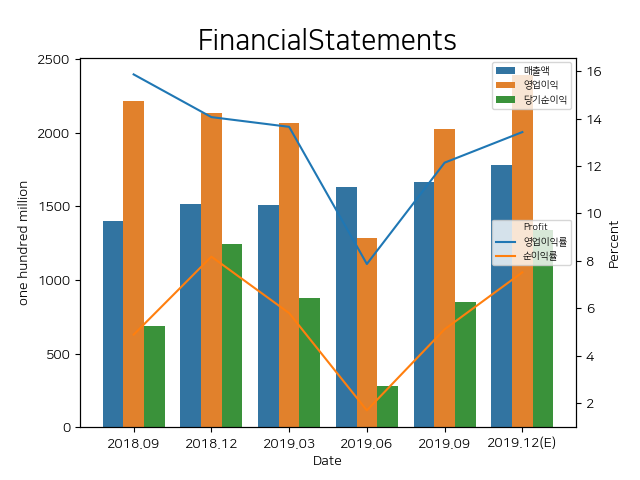 FinancialStatements
2500
2000
1500
1000
500
0
one hundred million
16
14
12
10
8
6
4
2
Percent
매출액
영업이익
당기순이익
Profit
영업이익률
순이익률
2018.09
2018.12
2019.03
2019.06
2019.09
2019.12(E)
Date